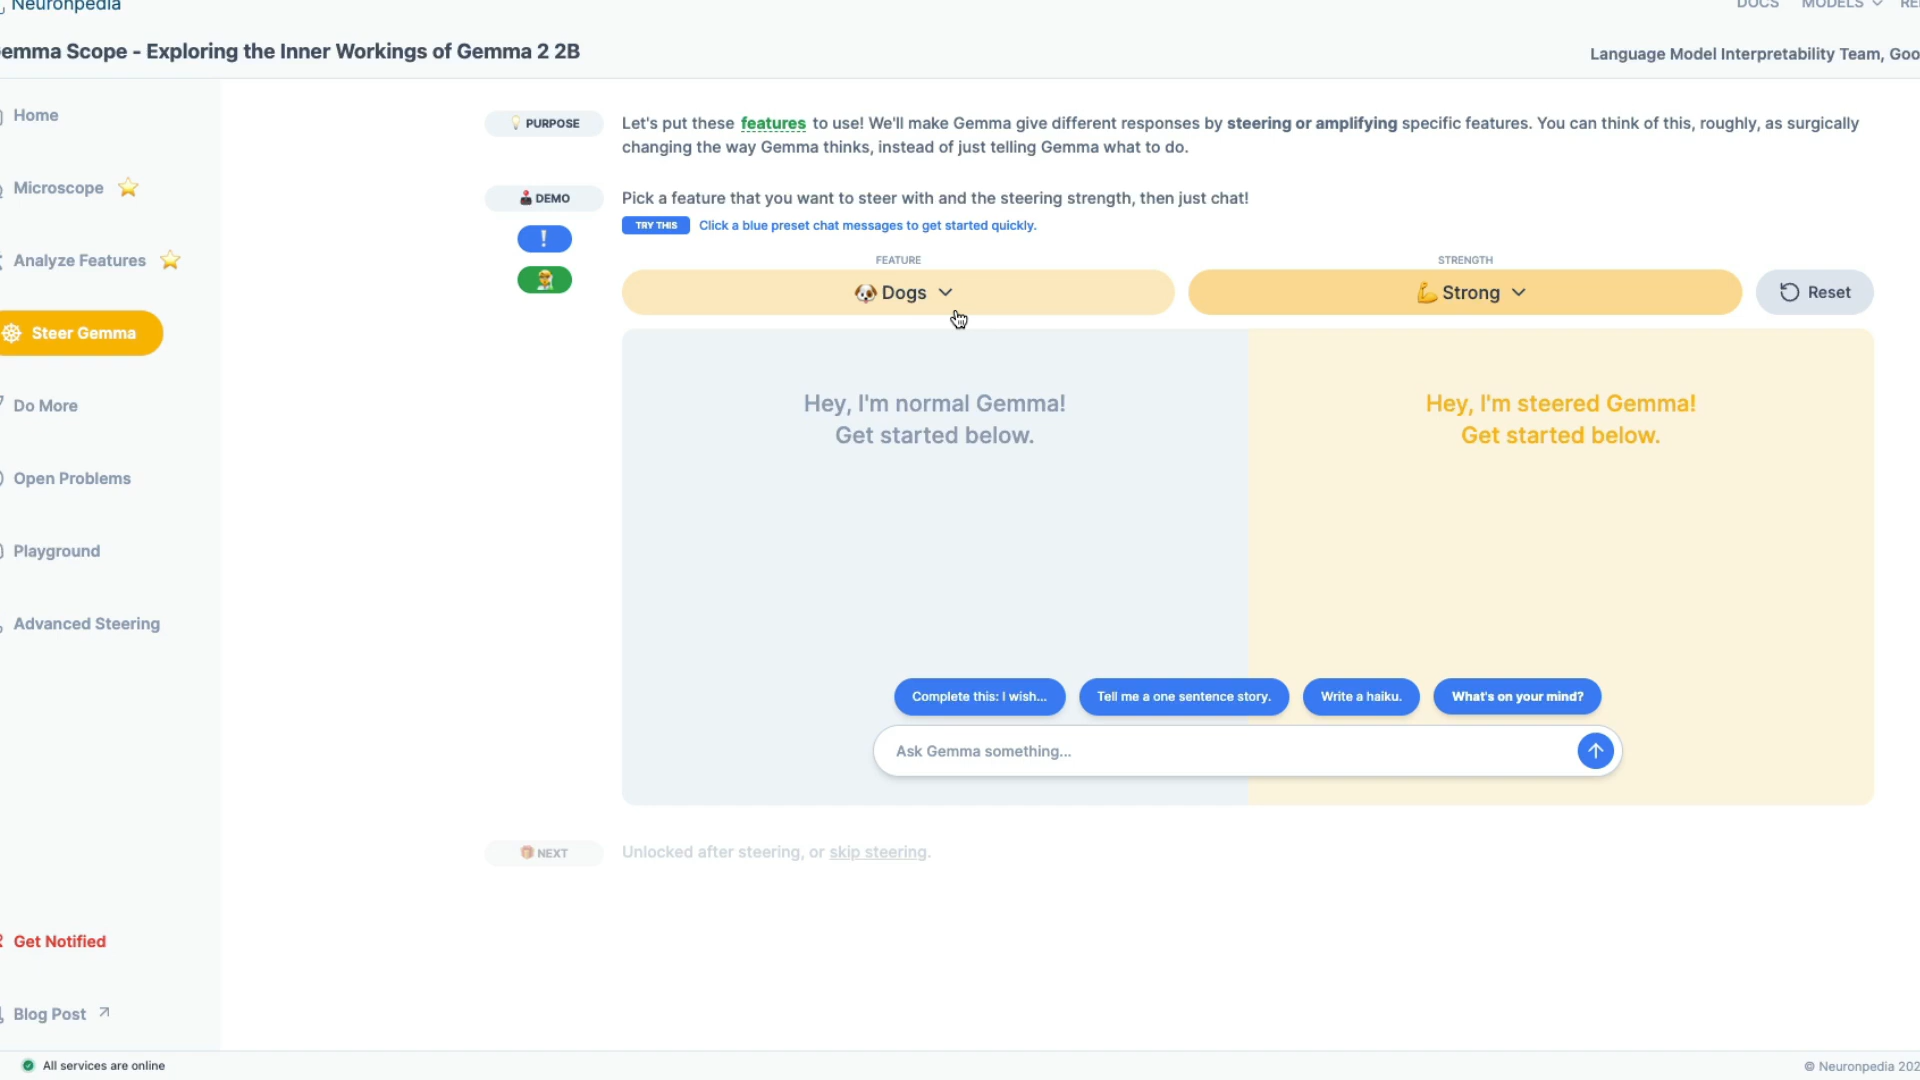 Neuronpedia
DOCS
MODELS
emma Scope - Exploring the Inner Workings of Gemma 2 2B
Language Model Interpretability Team, Goo
Home
Microscope
Analyze Features
Steer Gemma
Do More
Open Problems
Playground
Advanced Steering
Get Notified
Blog Post
PURPOSE
Let's put these features to use! We'll make Gemma give different responses by steering or amplifying specific features. You can think of this, roughly, as surgically
changing the way Gemma thinks, instead of just telling Gemma what to do.
DEMO
Pick a feature that you want to steer with and the steering strength, then just chat!
TRY THIS Click a blue preset chat messages to get started quickly.
FEATURE
STRENGTH
Dogs
Strong
Reset
Hey, I'm normal Gemma!
Get started below.
Hey, I'm steered Gemma!
Get started below.
Complete this: I wish...
Tell me a one sentence story.
Write a haiku.
What's on your mind?
Ask Gemma something...
NEXT
Unlocked after steering, or skip steering.
All services are online
© Neuronpedia 202